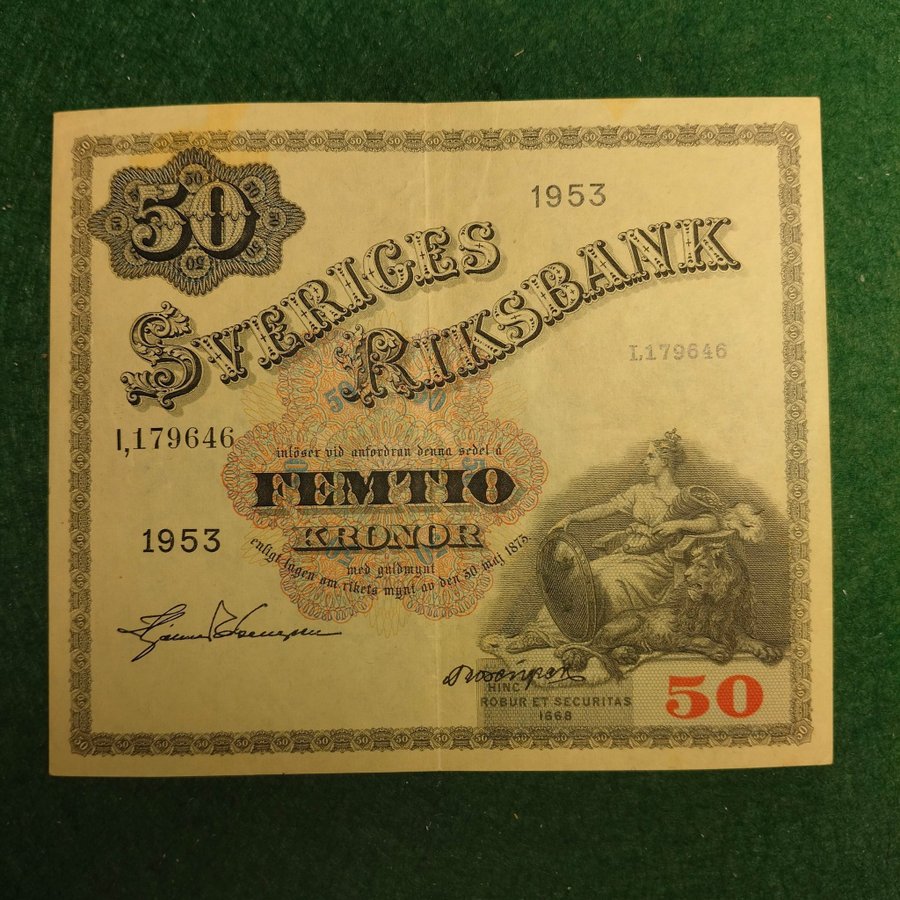 50
1953
SVERIGES
RIKSBANK
I,179646
I,179646
inlöser vid anfordran denna sedel å
FEMTIO
KRONOR
1953
med guldmynt
enligt lagen om rikets mynt av den 30 maj 1873.
HINC
ROBUR ET SECURITAS
1668
50